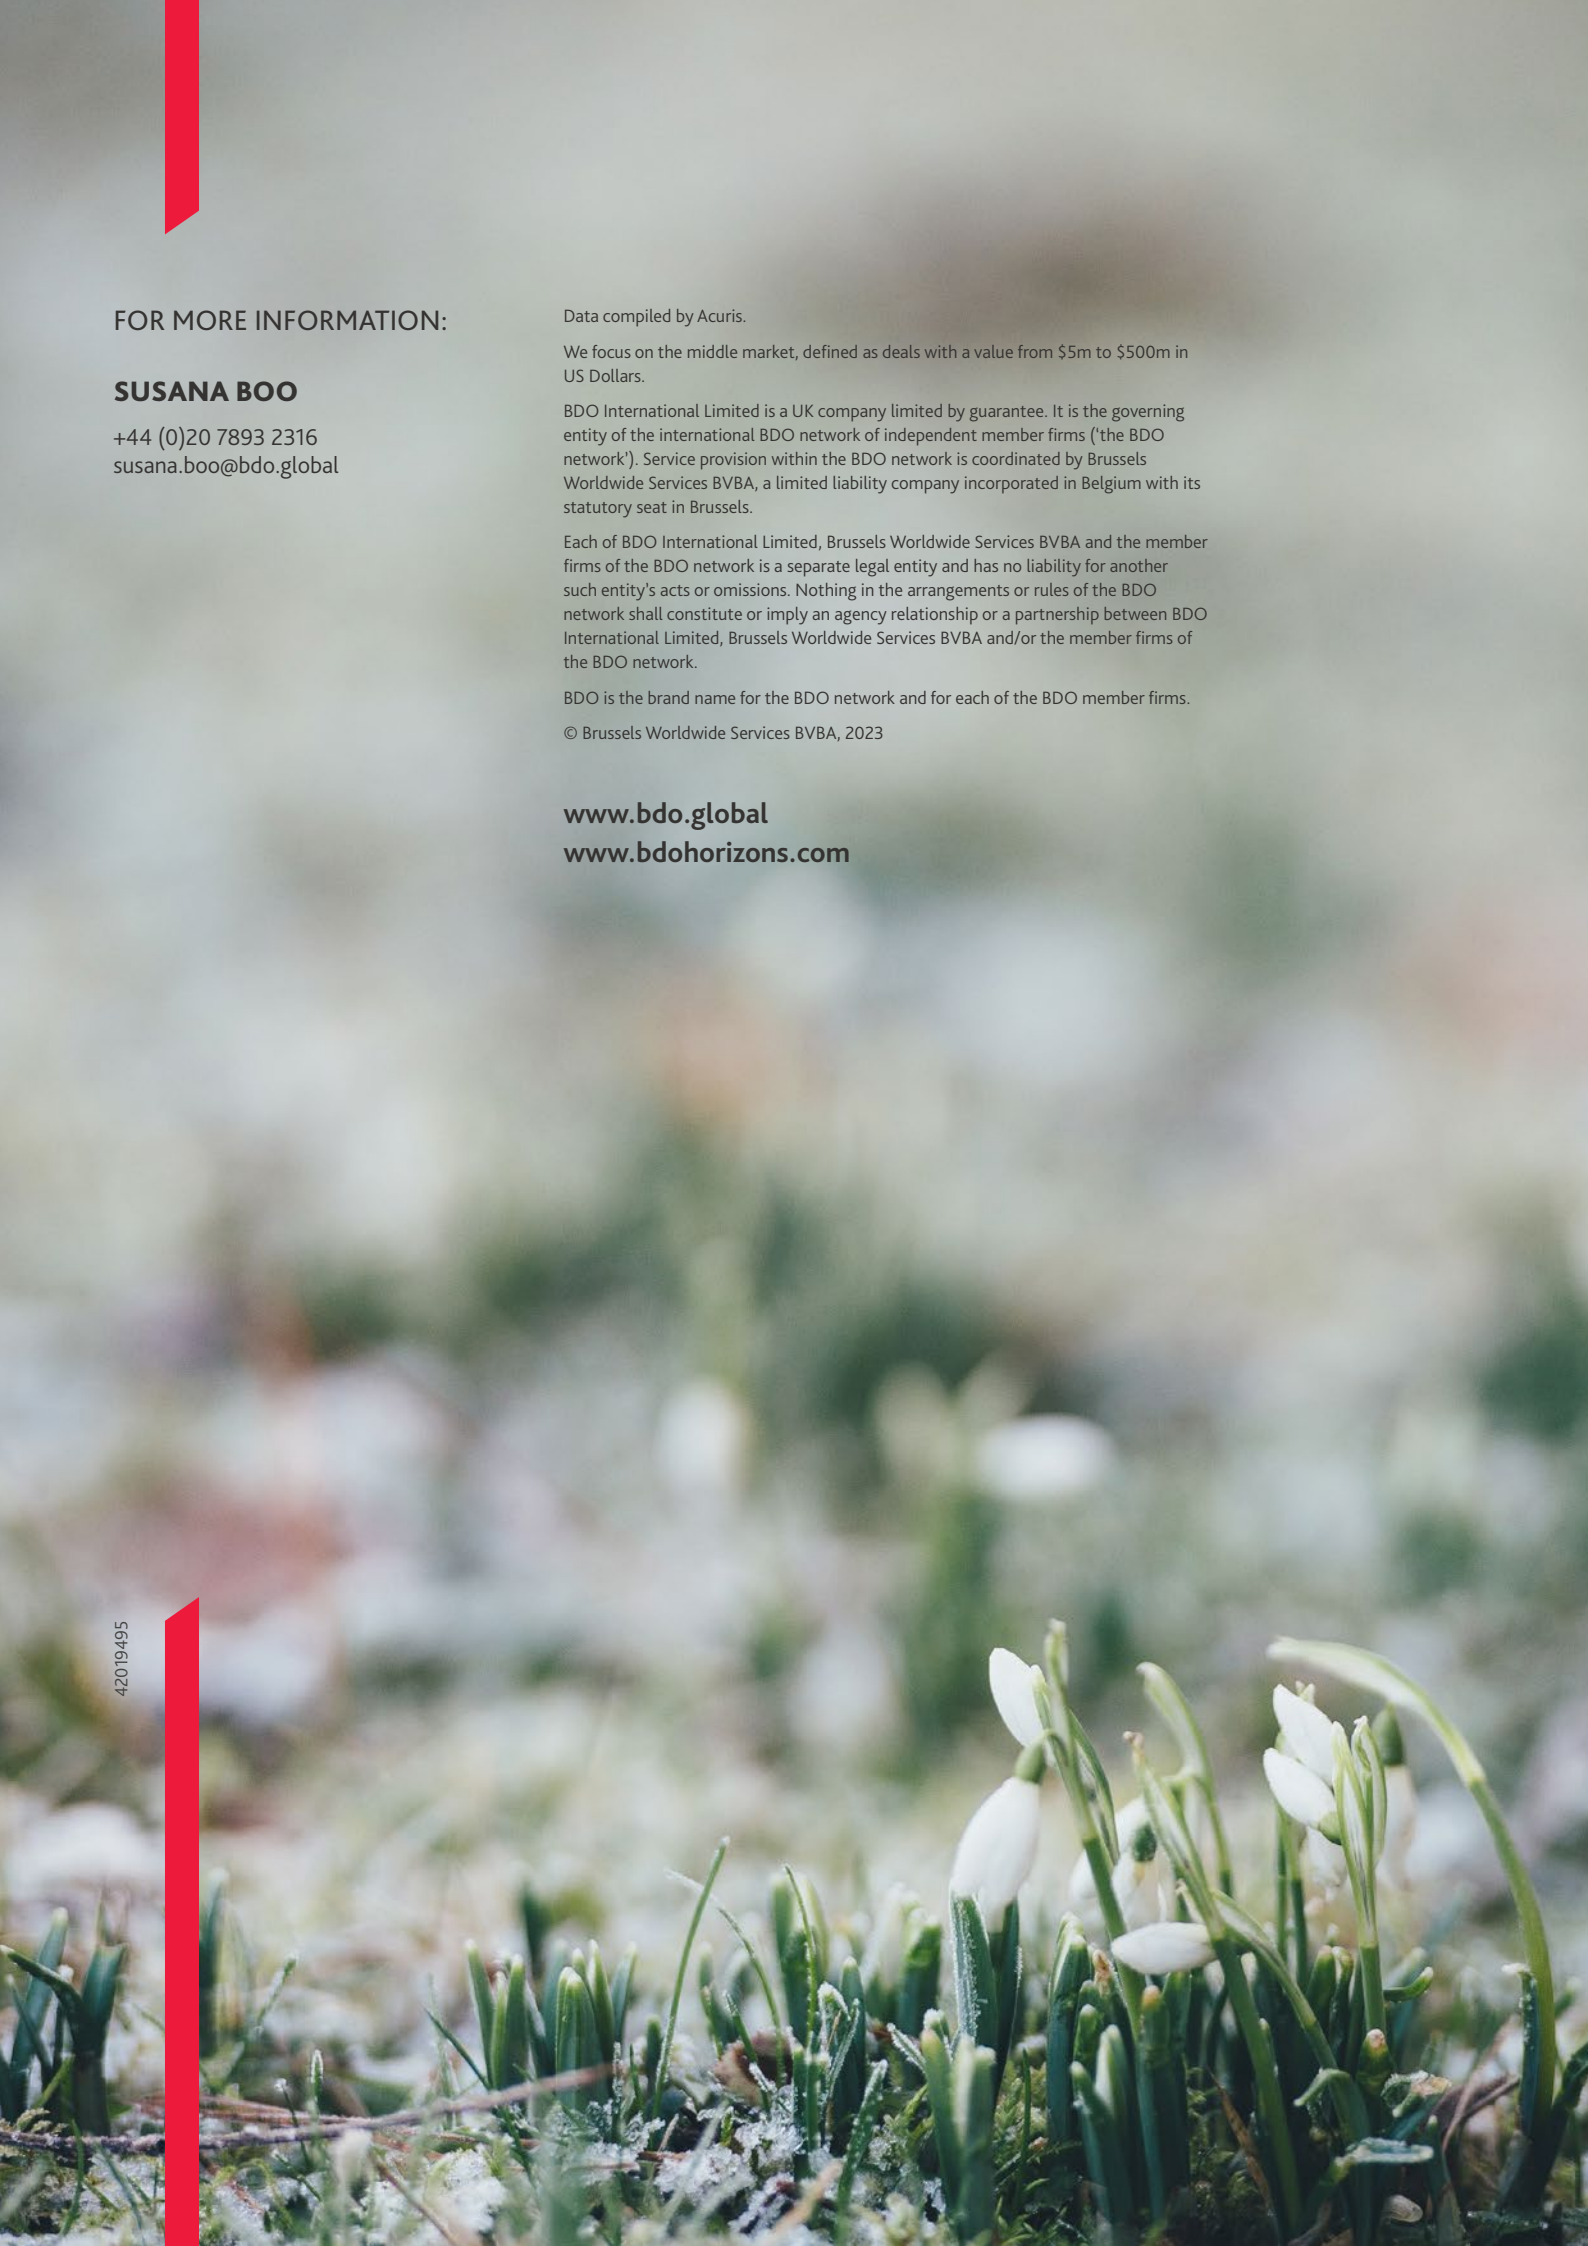 FOR MORE INFORMATION:
SUSANA BOO
+44 (0)20 7893 2316
susana.boo@bdo.global
Data compiled by Acuris.
We focus on the middle market, defined as deals with a value from $5m to $500m in
US Dollars.
BDO International Limited is a UK company limited by guarantee. It is the governing
entity of the international BDO network of independent member firms (‘the BDO
network’). Service provision within the BDO network is coordinated by Brussels
Worldwide Services BVBA, a limited liability company incorporated in Belgium with its
statutory seat in Brussels.
Each of BDO International Limited, Brussels Worldwide Services BVBA and the member
firms of the BDO network is a separate legal entity and has no liability for another
such entity’s acts or omissions. Nothing in the arrangements or rules of the BDO
network shall constitute or imply an agency relationship or a partnership between BDO
International Limited, Brussels Worldwide Services BVBA and/or the member firms of
the BDO network.
BDO is the brand name for the BDO network and for each of the BDO member firms.
© Brussels Worldwide Services BVBA, 2023
www.bdo.global
www.bdohorizons.com
42019495